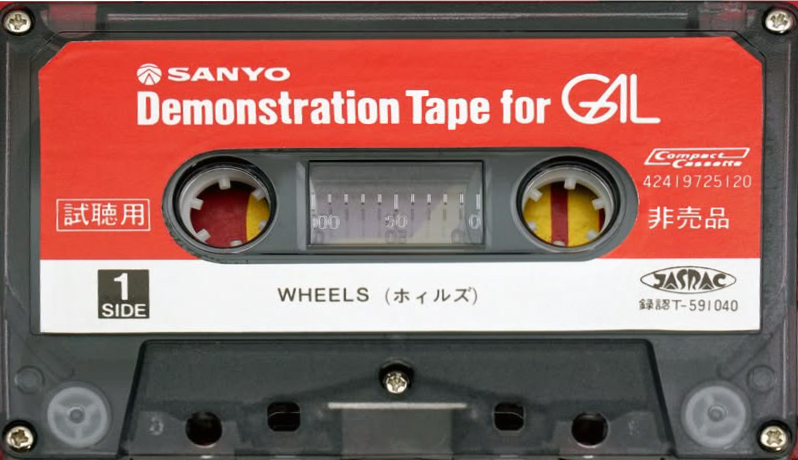 SANYO
Demonstration Tape for GAL
Compact
Cassette
42419725120
試聴用
100 50 0
非売品
1
SIDE
WHEELS (ホィルズ)
JASRAC
録認T-591040